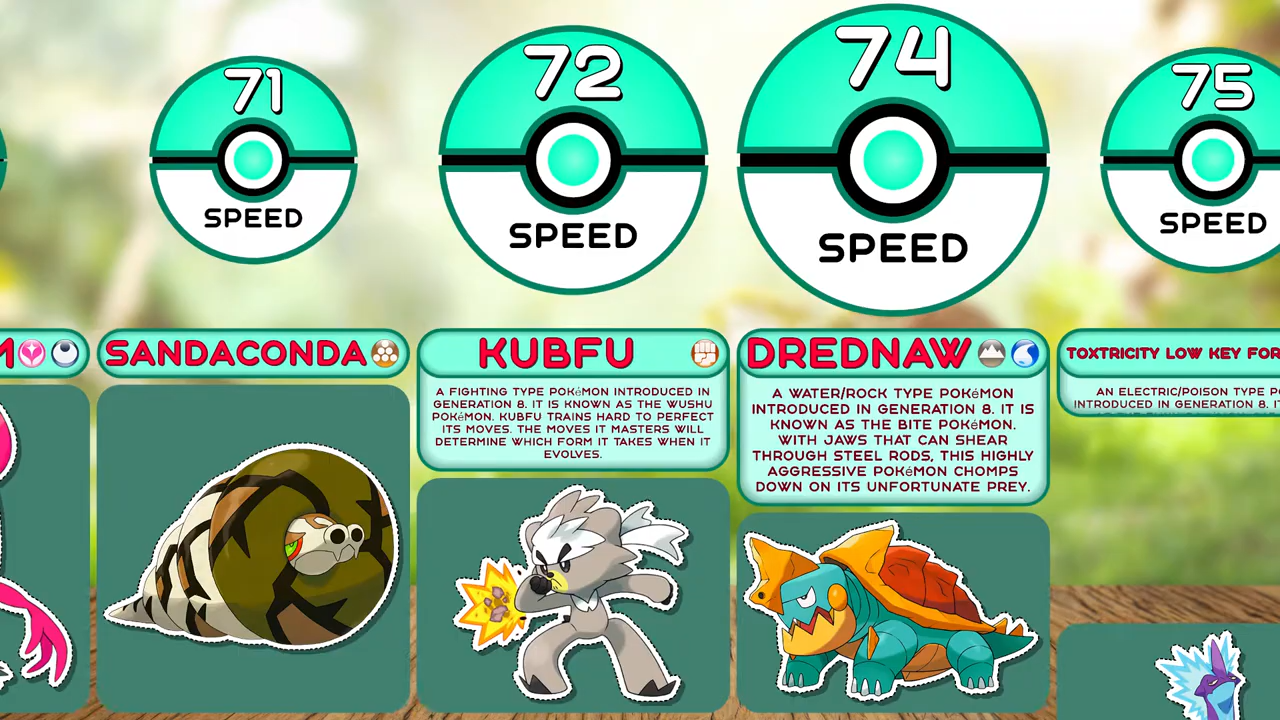 71
SPEED
72
SPEED
74
SPEED
75
SPEED
M
SANDACONDA
KUBFU
A FIGHTING TYPE POKéMON INTRODUCED IN
GENERATION 8. IT IS KNOWN AS THE WUSHU
POKéMON. KUBFU TRAINS HARD TO PERFECT
ITS MOVES. THE MOVES IT MASTERS WILL
DETERMINE WHICH FORM IT TAKES WHEN IT
EVOLVES.
DREDNAW
A WATER/ROCK TYPE POKéMON
INTRODUCED IN GENERATION 8. IT IS
KNOWN AS THE BITE POKéMON.
WITH JAWS THAT CAN SHEAR
THROUGH STEEL RODS, THIS HIGHLY
AGGRESSIVE POKéMON CHOMPS
DOWN ON ITS UNFORTUNATE PREY.
TOXTRICITY LOW KEY FOR
AN ELECTRIC/POISON TYPE PO
INTRODUCED IN GENERATION 8. IT